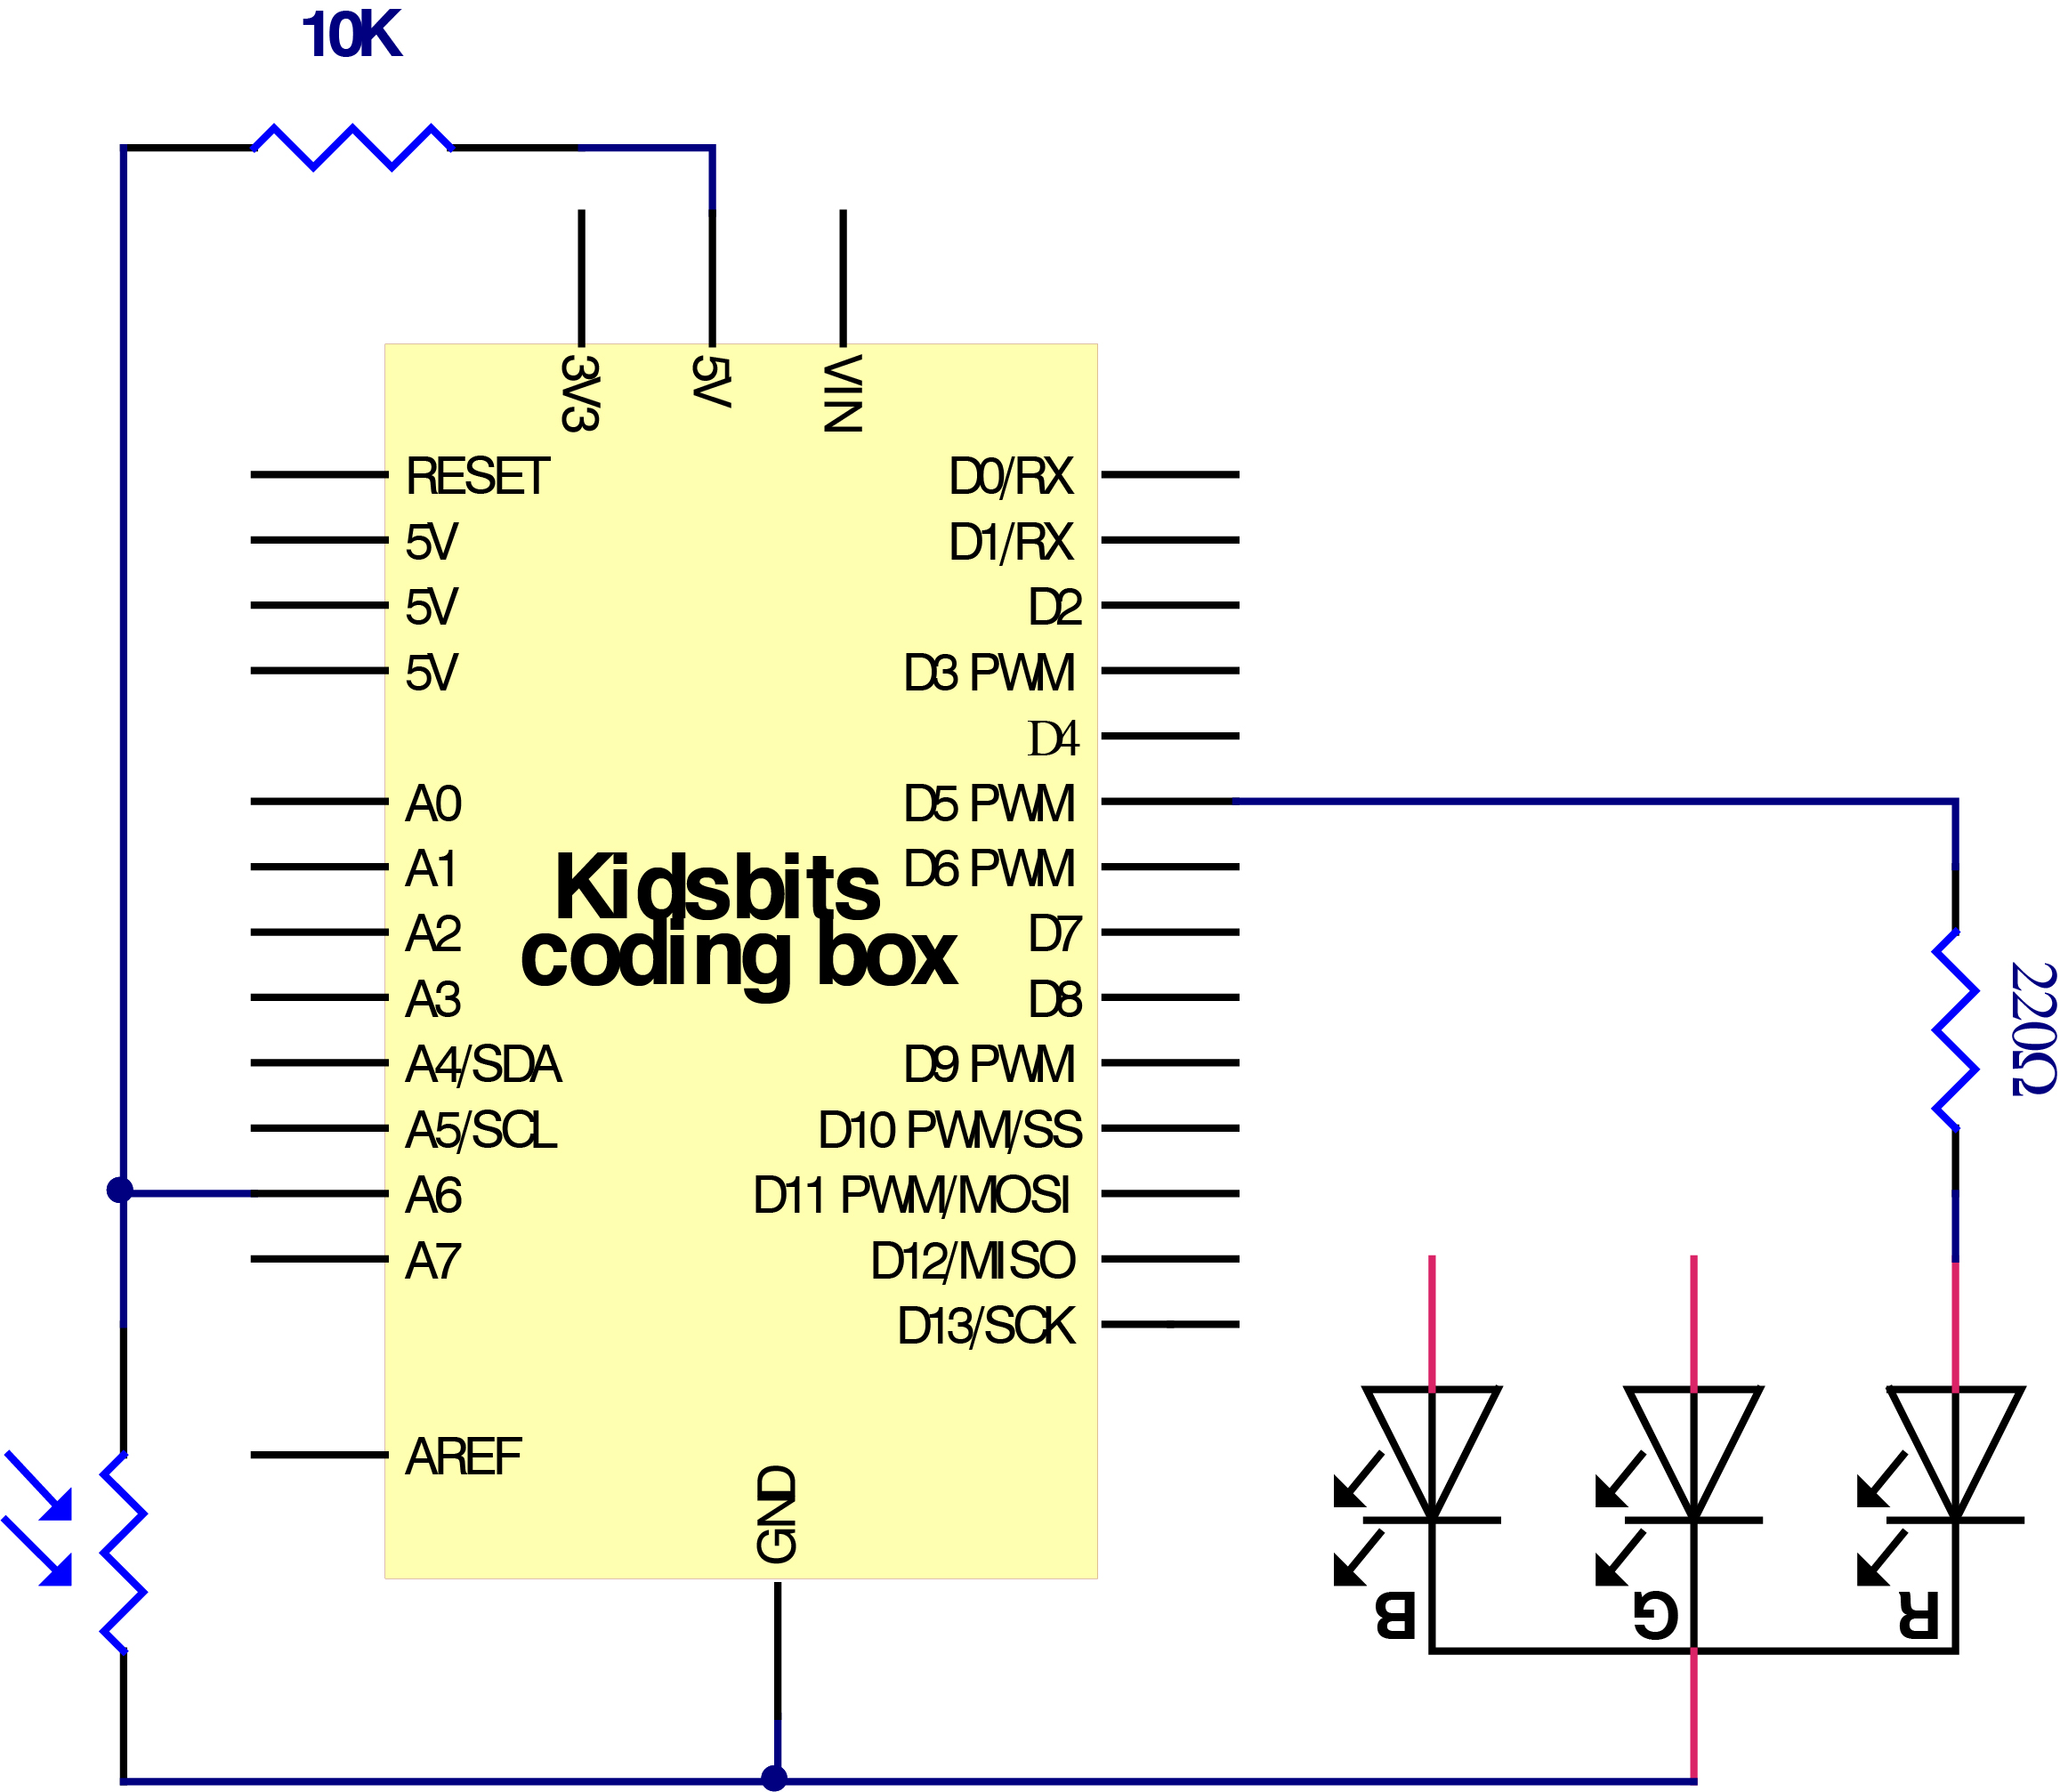 10K
3V3
5V
VIN
RESET
5V
5V
5V
A0
A1
A2
A3
A4/SDA
A5/SCL
A6
A7
AREF
Kidsbits
coding box
D0/RX
D1/RX
D2
D3 PWM
D4
D5 PWM
D6 PWM
D7
D8
D9 PWM
D10 PWM/SS
D11 PWM/MOSI
D12/MISO
D13/SCK
GND
220Ω
B
G
R